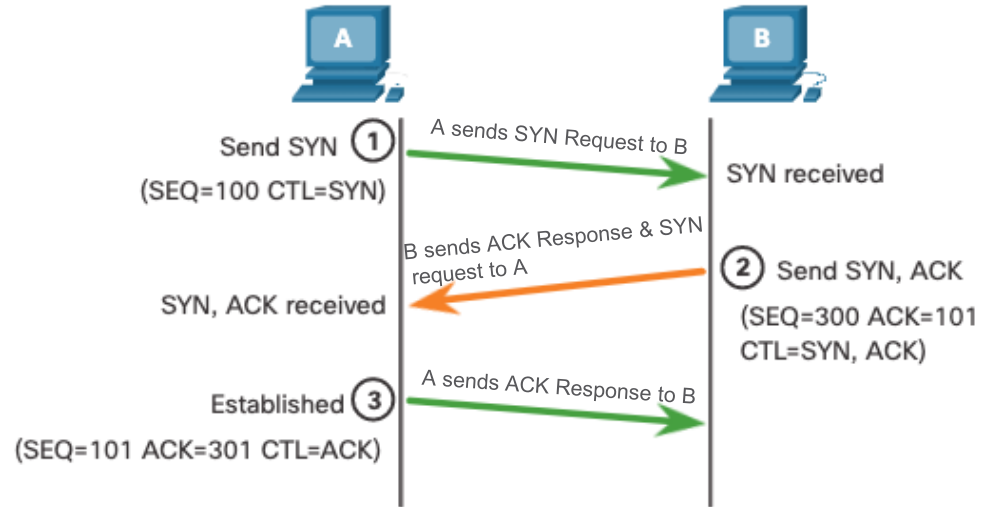 A
B
A sends SYN Request to B
Send SYN 1
(SEQ=100 CTL=SYN)
SYN received
B sends ACK Response & SYN
request to A
2 Send SYN, ACK
(SEQ=300 ACK=101
CTL=SYN, ACK)
SYN, ACK received
A sends ACK Response to B
Established 3
(SEQ=101 ACK=301 CTL=ACK)